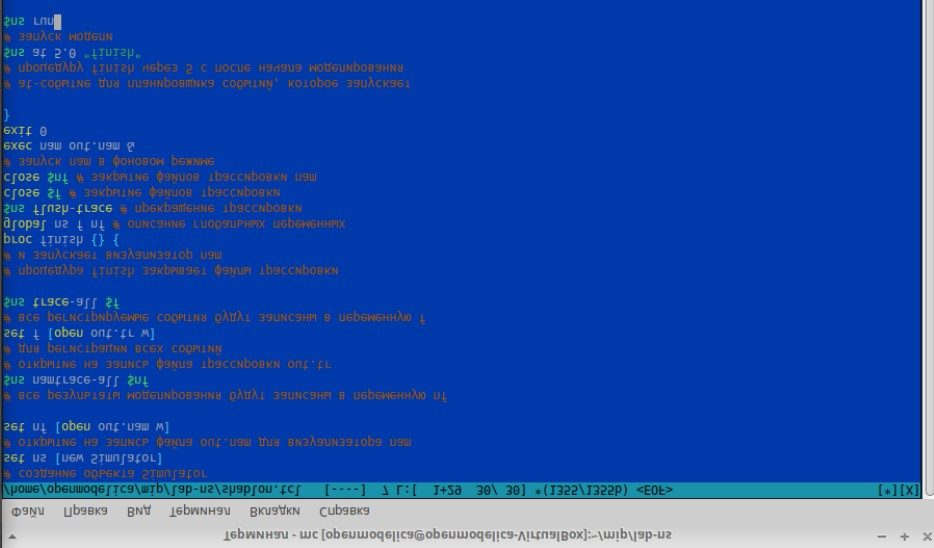 Терминал - mc [openmodelica@openmodelica-VirtualBox]:~/mip/lab-ns
Файл Правка Вид Терминал Вкладки Справка
/home/openmodelica/mip/lab-ns/shablon.tcl [----] 7 L:[ 1+29 30/ 30] *(1355/1355b) <EOF> [*][X]
# создание объекта Simulator
set ns [new Simulator]
# открытие на запись файла out.nam для визуализатора nam
set nf [open out.nam w]
# все результаты моделирования будут записаны в переменную nf
$ns namtrace-all $nf
# открытие на запись файла трассировки out.tr
# для регистрации всех событий
set f [open out.tr w]
# все регистрируемые события будут записаны в переменную f
$ns trace-all $f
# процедура finish закрывает файлы трассировки
# и запускает визуализатор nam
proc finish {} {
global ns f nf # описание глобальных переменных
$ns flush-trace # прекращение трассировки
close $f # закрытие файлов трассировки
close $nf # закрытие файлов трассировки nam
# запуск nam в фоновом режиме
exec nam out.nam &
exit 0
}
# at-событие для планировщика событий, которое запускает
# процедуру finish через 5 с после начала моделирования
$ns at 5.0 "finish"
# запуск модели
$ns run